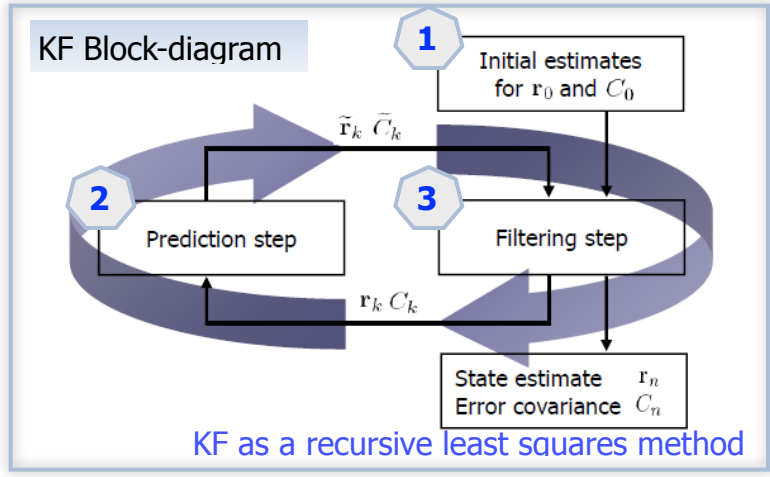 KF Block-diagram
1
Initial estimates
for r₀ and C₀
r̃ₖ C̃ₖ
2
Prediction step
3
Filtering step
rₖ Cₖ
State estimate rₙ
Error covariance Cₙ
KF as a recursive least squares method